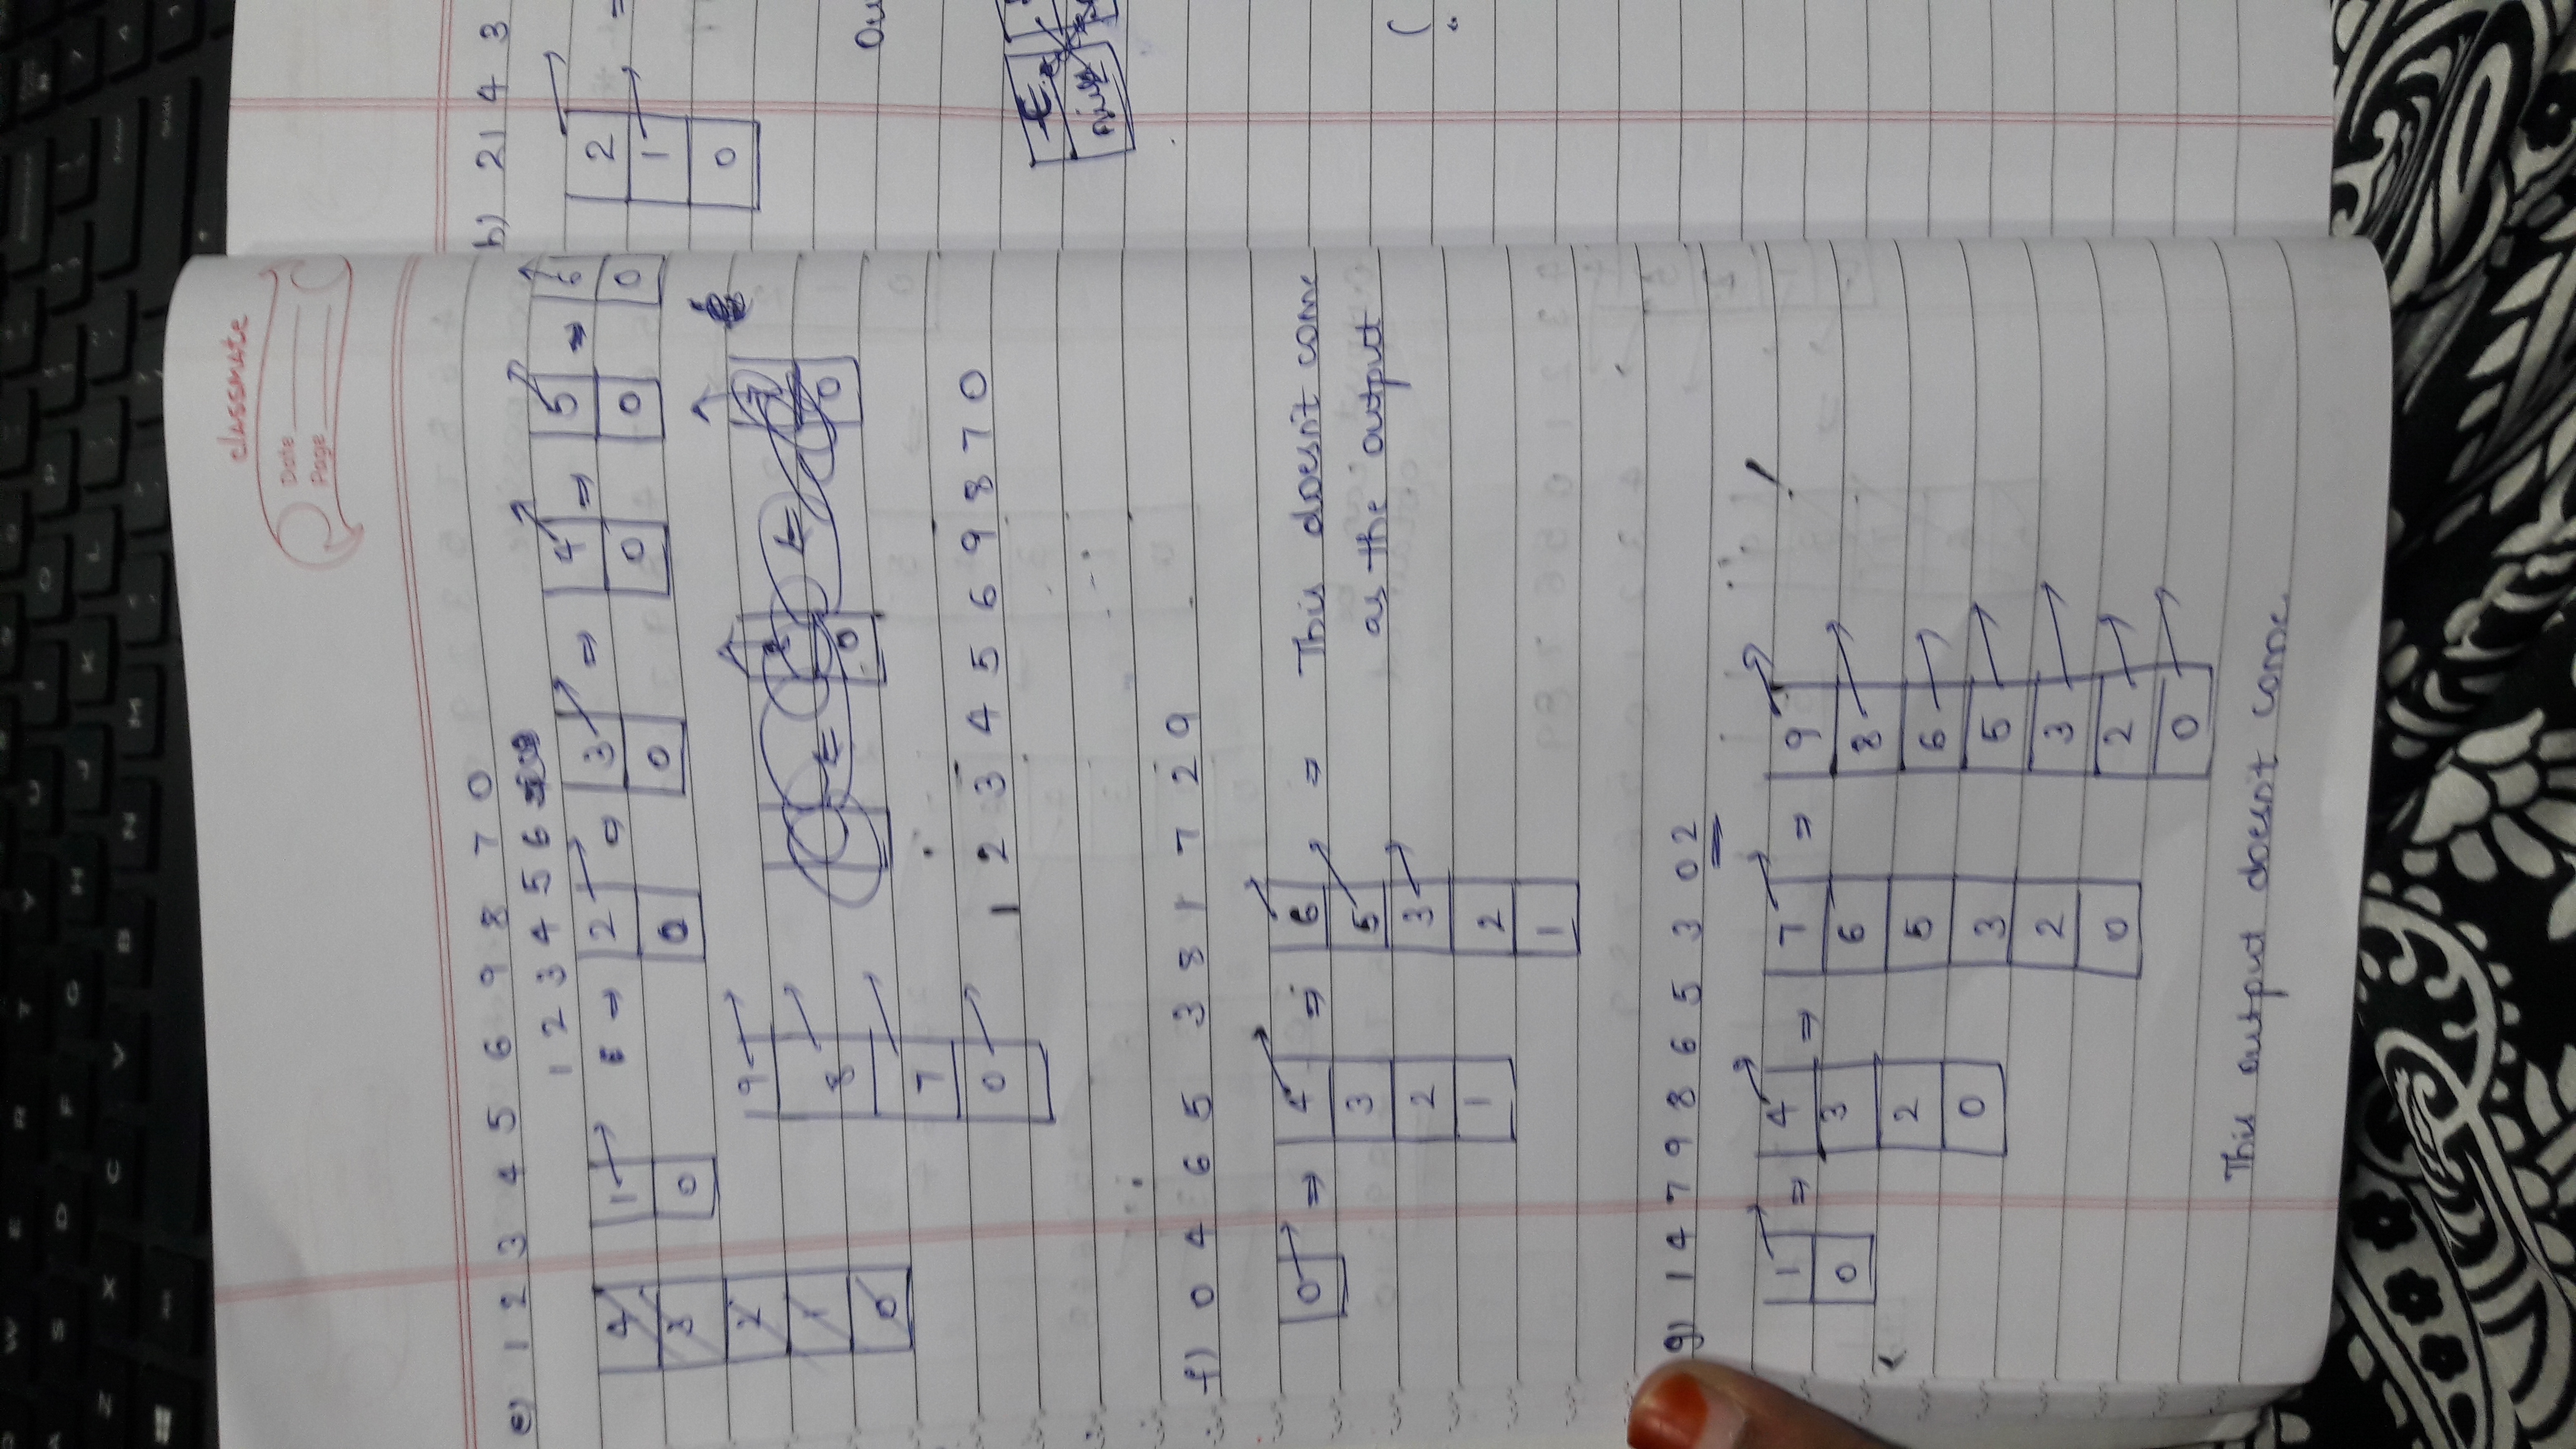 Q W E R T Y U I O P
A S D F G H J K L
Z X C V B N M
classmate
Date
Page
e) 1 2 3 4 5 6 9 8 7 0
1 2 3 4 5 6
4 1 ⇒ 2 ⇒ 3 ⇒ 4 ⇒ 5 ⇒ 6
3 0 0 0 0 0 0
2
1
0
9
8
7
0
0
0
1 2 3 4 5 6 9 8 7 0
f) 0 4 6 5 3 8 1 7 2 9
0 ⇒ 4 ⇒ 6 ⇒ This doesn't come
3 5 as the output
2 3
1 2
1
g) 1 4 7 9 8 6 5 3 0 2
1 ⇒ 4 ⇒ 7 ⇒ 9
0 3 6 8
2 5 6
0 3 5
2 3
0 2
0
This output doesn't come.
b) 21 4 3
2
1
0
Ou